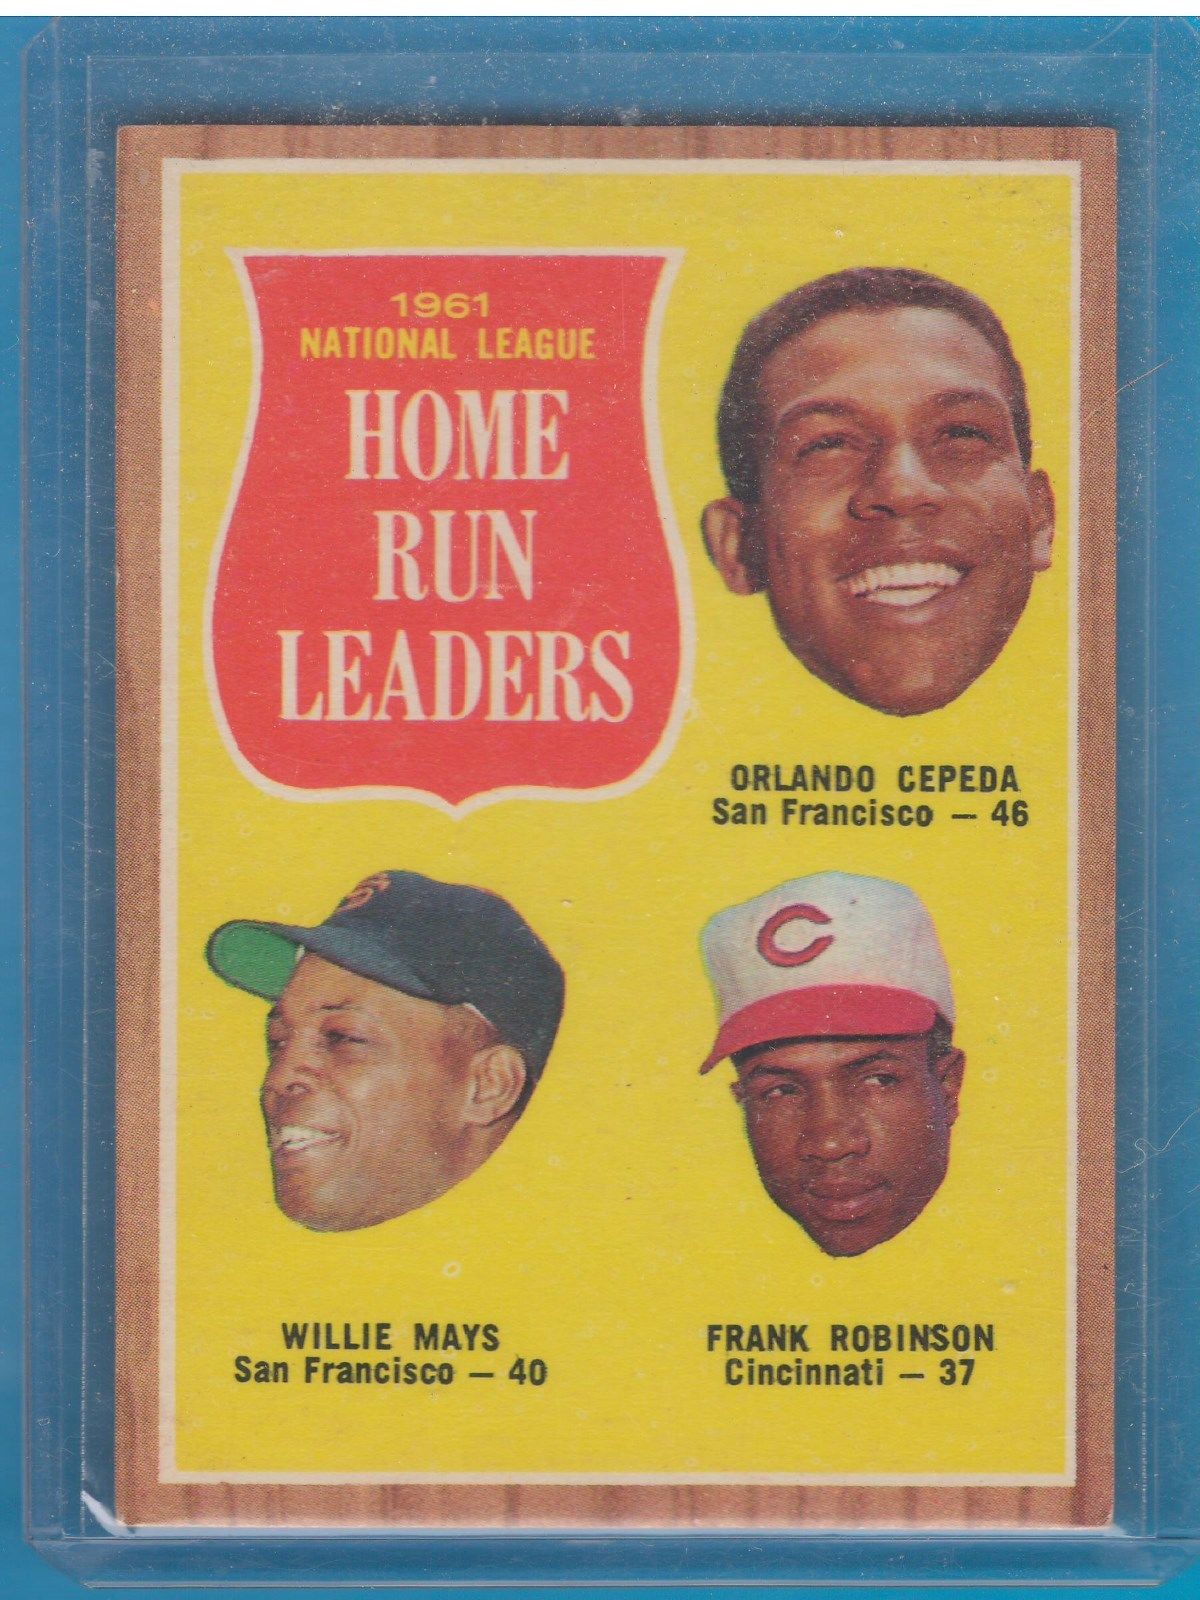 1961
NATIONAL LEAGUE
HOME
RUN
LEADERS
ORLANDO CEPEDA
San Francisco — 46
C
WILLIE MAYS
San Francisco — 40
FRANK ROBINSON
Cincinnati — 37